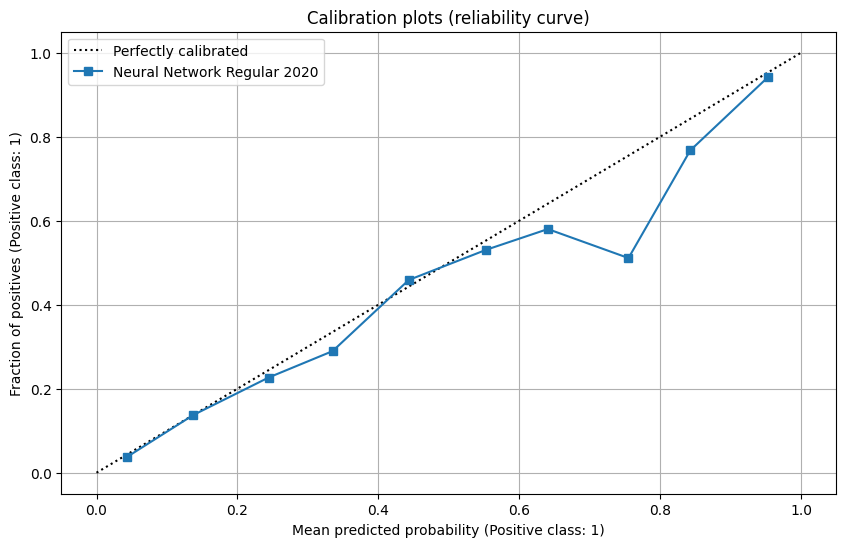 Calibration plots (reliability curve)
Perfectly calibrated
Neural Network Regular 2020
Fraction of positives (Positive class: 1)
1.0
0.8
0.6
0.4
0.2
0.0
0.0 0.2 0.4 0.6 0.8 1.0
Mean predicted probability (Positive class: 1)